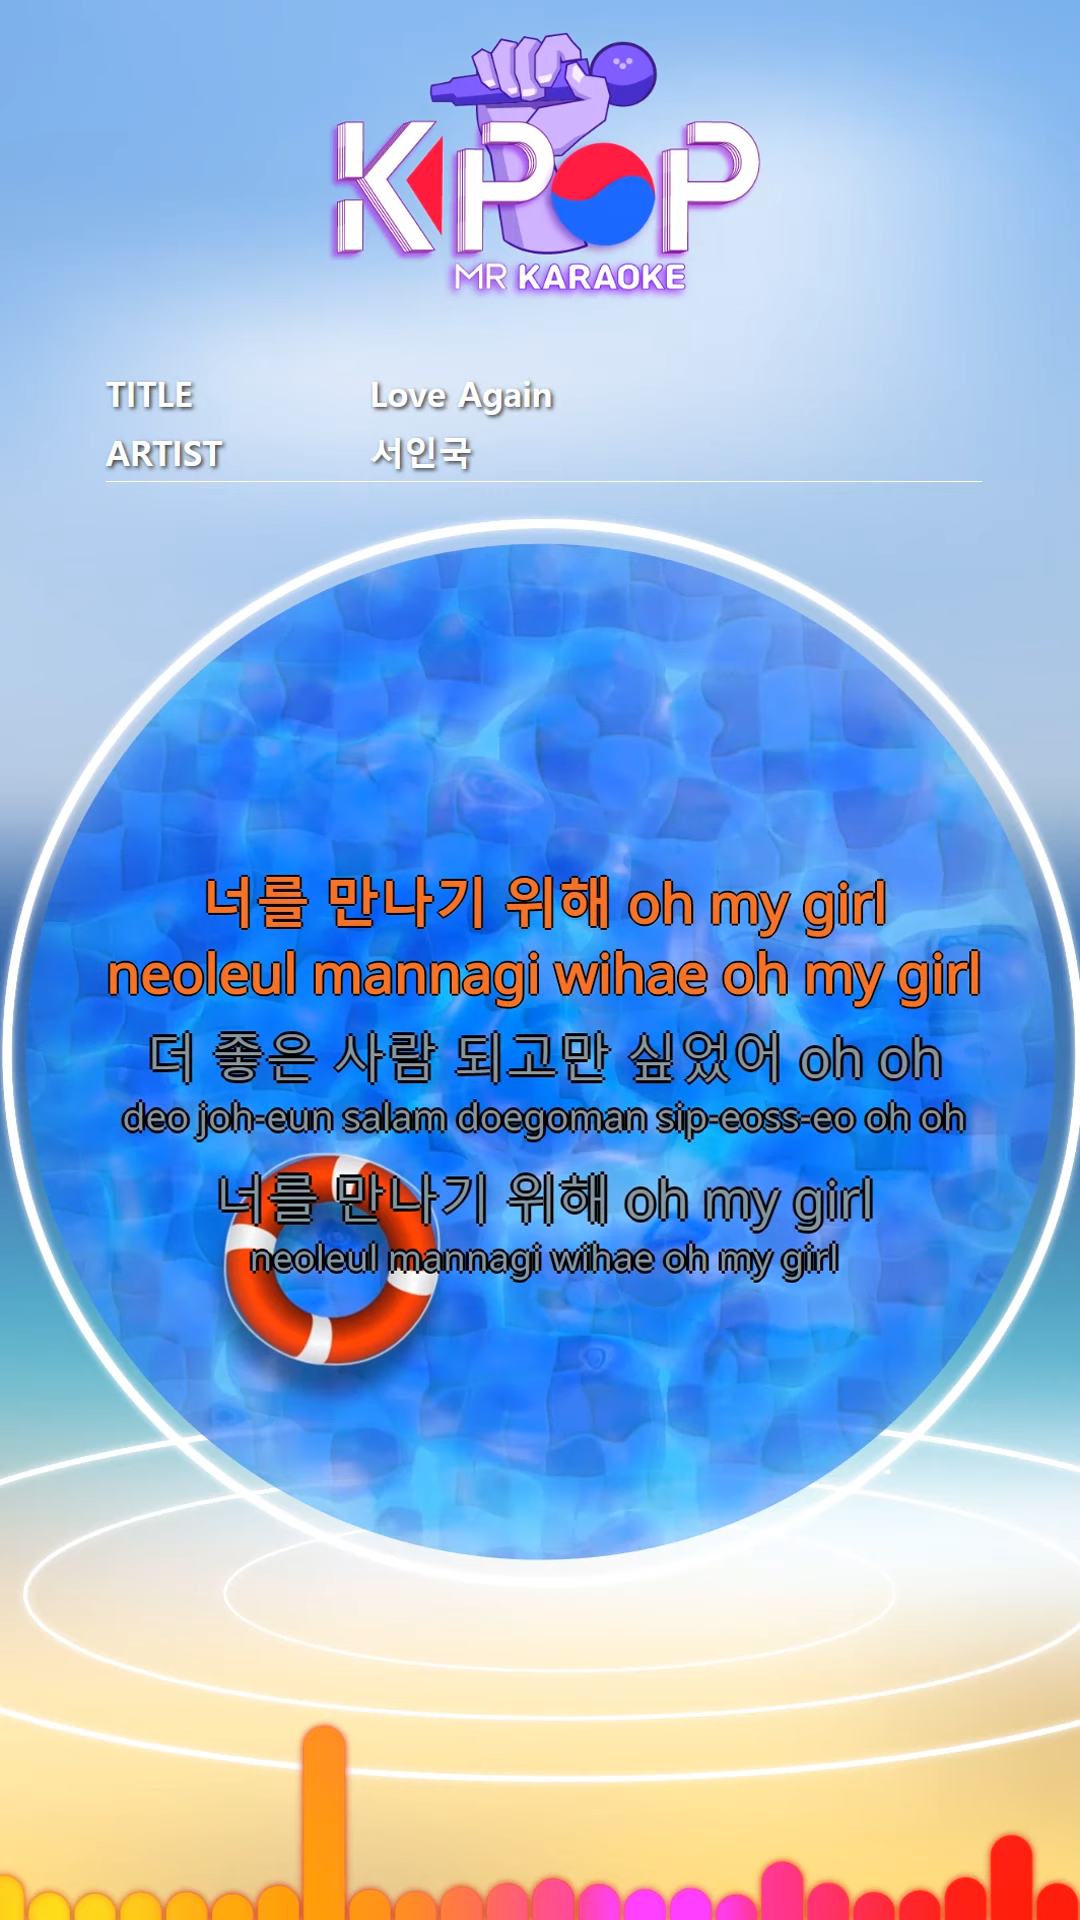 KPOP
MR KARAOKE
TITLE Love Again
ARTIST 서인국
너를 만나기 위해 oh my girl
neoleul mannagi wihae oh my girl
더 좋은 사람 되고만 싶었어 oh oh
deo joh-eun salam doegoman sip-eoss-eo oh oh
너를 만나기 위해 oh my girl
neoleul mannagi wihae oh my girl